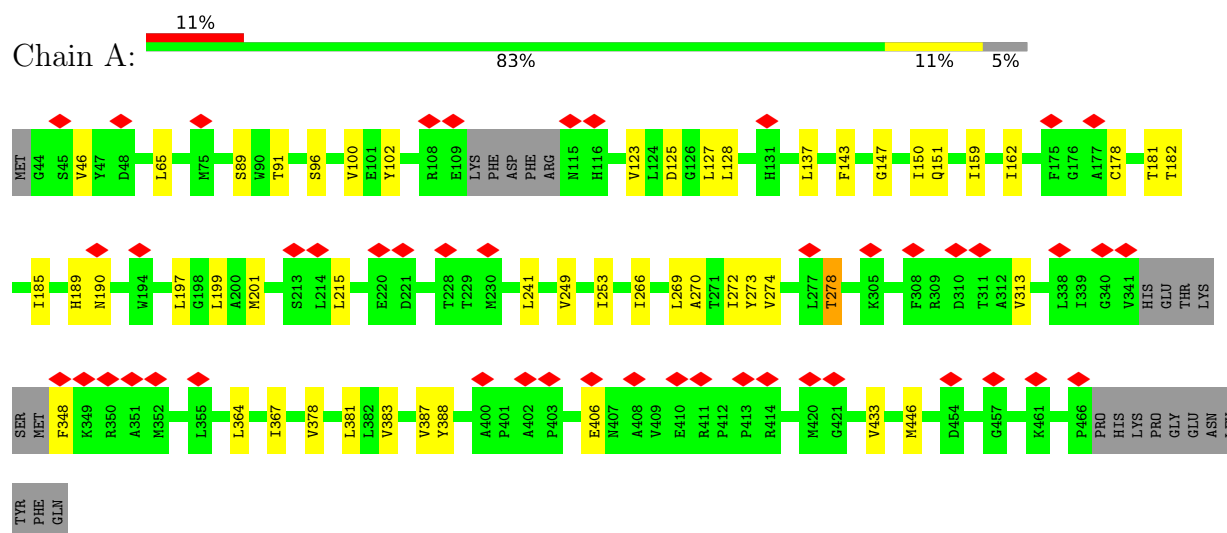 11%
Chain A:
83% 11% 5%
MET G44 S45 V46 Y47 D48 L65 M75 S89 W90 T91 S96 V100 E101 Y102 R108 E109 LYS PHE ASP PHE ARG N115 H116 V123 L124 D125 G126 L127 L128 H131 L137 F143 G147 I150 Q151 I159 I162 F175 G176 A177 C178 T181 T182
I185 H189 N190 W194 L197 G198 L199 A200 M201 S213 L214 L215 E220 D221 T228 T229 M230 L241 V249 I253 I266 L269 A270 T271 I272 Y273 V274 L277 T278 K305 F308 R309 D310 T311 A312 V313 L338 I339 G340 V341 HIS GLU THR LYS
SER MET F348 K349 R350 A351 M352 L355 L364 I367 V378 L381 L382 V383 V387 Y388 A400 P401 A402 P403 E406 N407 A408 V409 E410 R411 P412 P413 R414 M420 G421 V433 M446 D454 G457 K461 P466 PRO HIS LYS PRO GLY GLU ASN
TYR PHE GLN